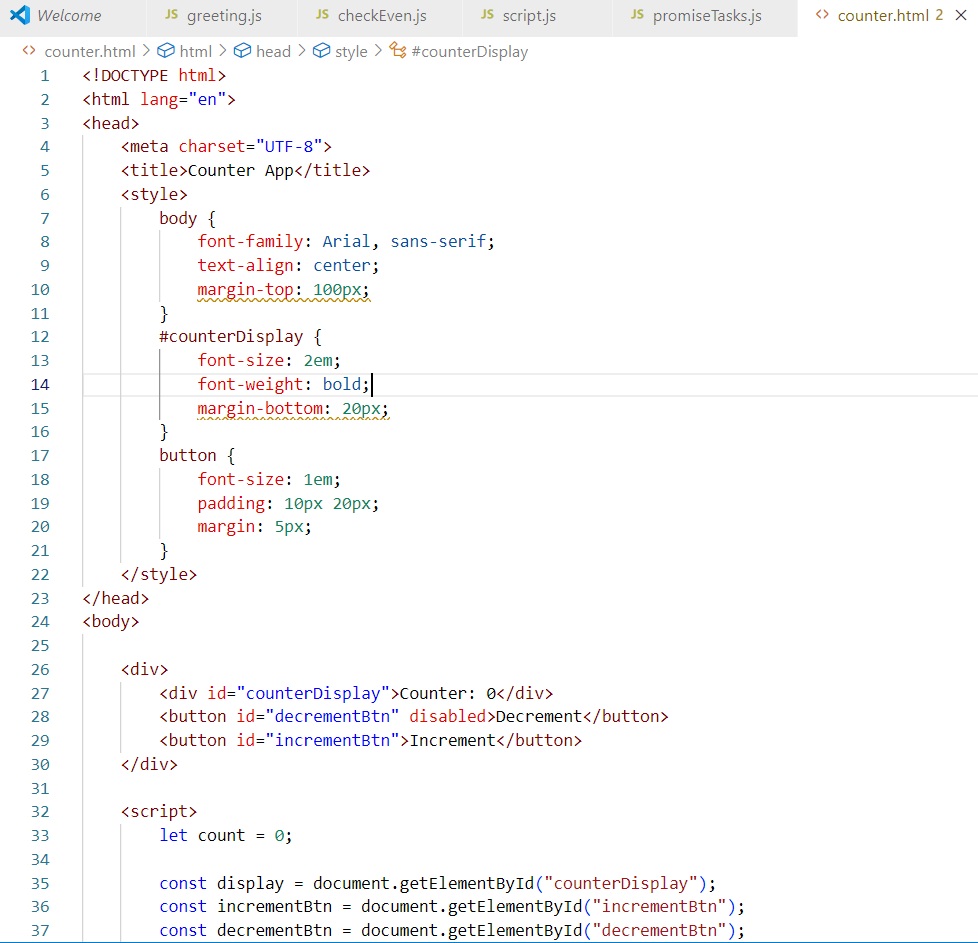 Welcome JS greeting.js JS checkEven.js JS script.js JS promiseTasks.js <> counter.html 2 ×
<> counter.html > html > head > style > #counterDisplay
1 <!DOCTYPE html>
2 <html lang="en">
3 <head>
4     <meta charset="UTF-8">
5     <title>Counter App</title>
6     <style>
7         body {
8             font-family: Arial, sans-serif;
9             text-align: center;
10             margin-top: 100px;
11         }
12         #counterDisplay {
13             font-size: 2em;
14             font-weight: bold;
15             margin-bottom: 20px;
16         }
17         button {
18             font-size: 1em;
19             padding: 10px 20px;
20             margin: 5px;
21         }
22     </style>
23 </head>
24 <body>
25
26     <div>
27         <div id="counterDisplay">Counter: 0</div>
28         <button id="decrementBtn" disabled>Decrement</button>
29         <button id="incrementBtn">Increment</button>
30     </div>
31
32     <script>
33         let count = 0;
34
35         const display = document.getElementById("counterDisplay");
36         const incrementBtn = document.getElementById("incrementBtn");
37         const decrementBtn = document.getElementById("decrementBtn");